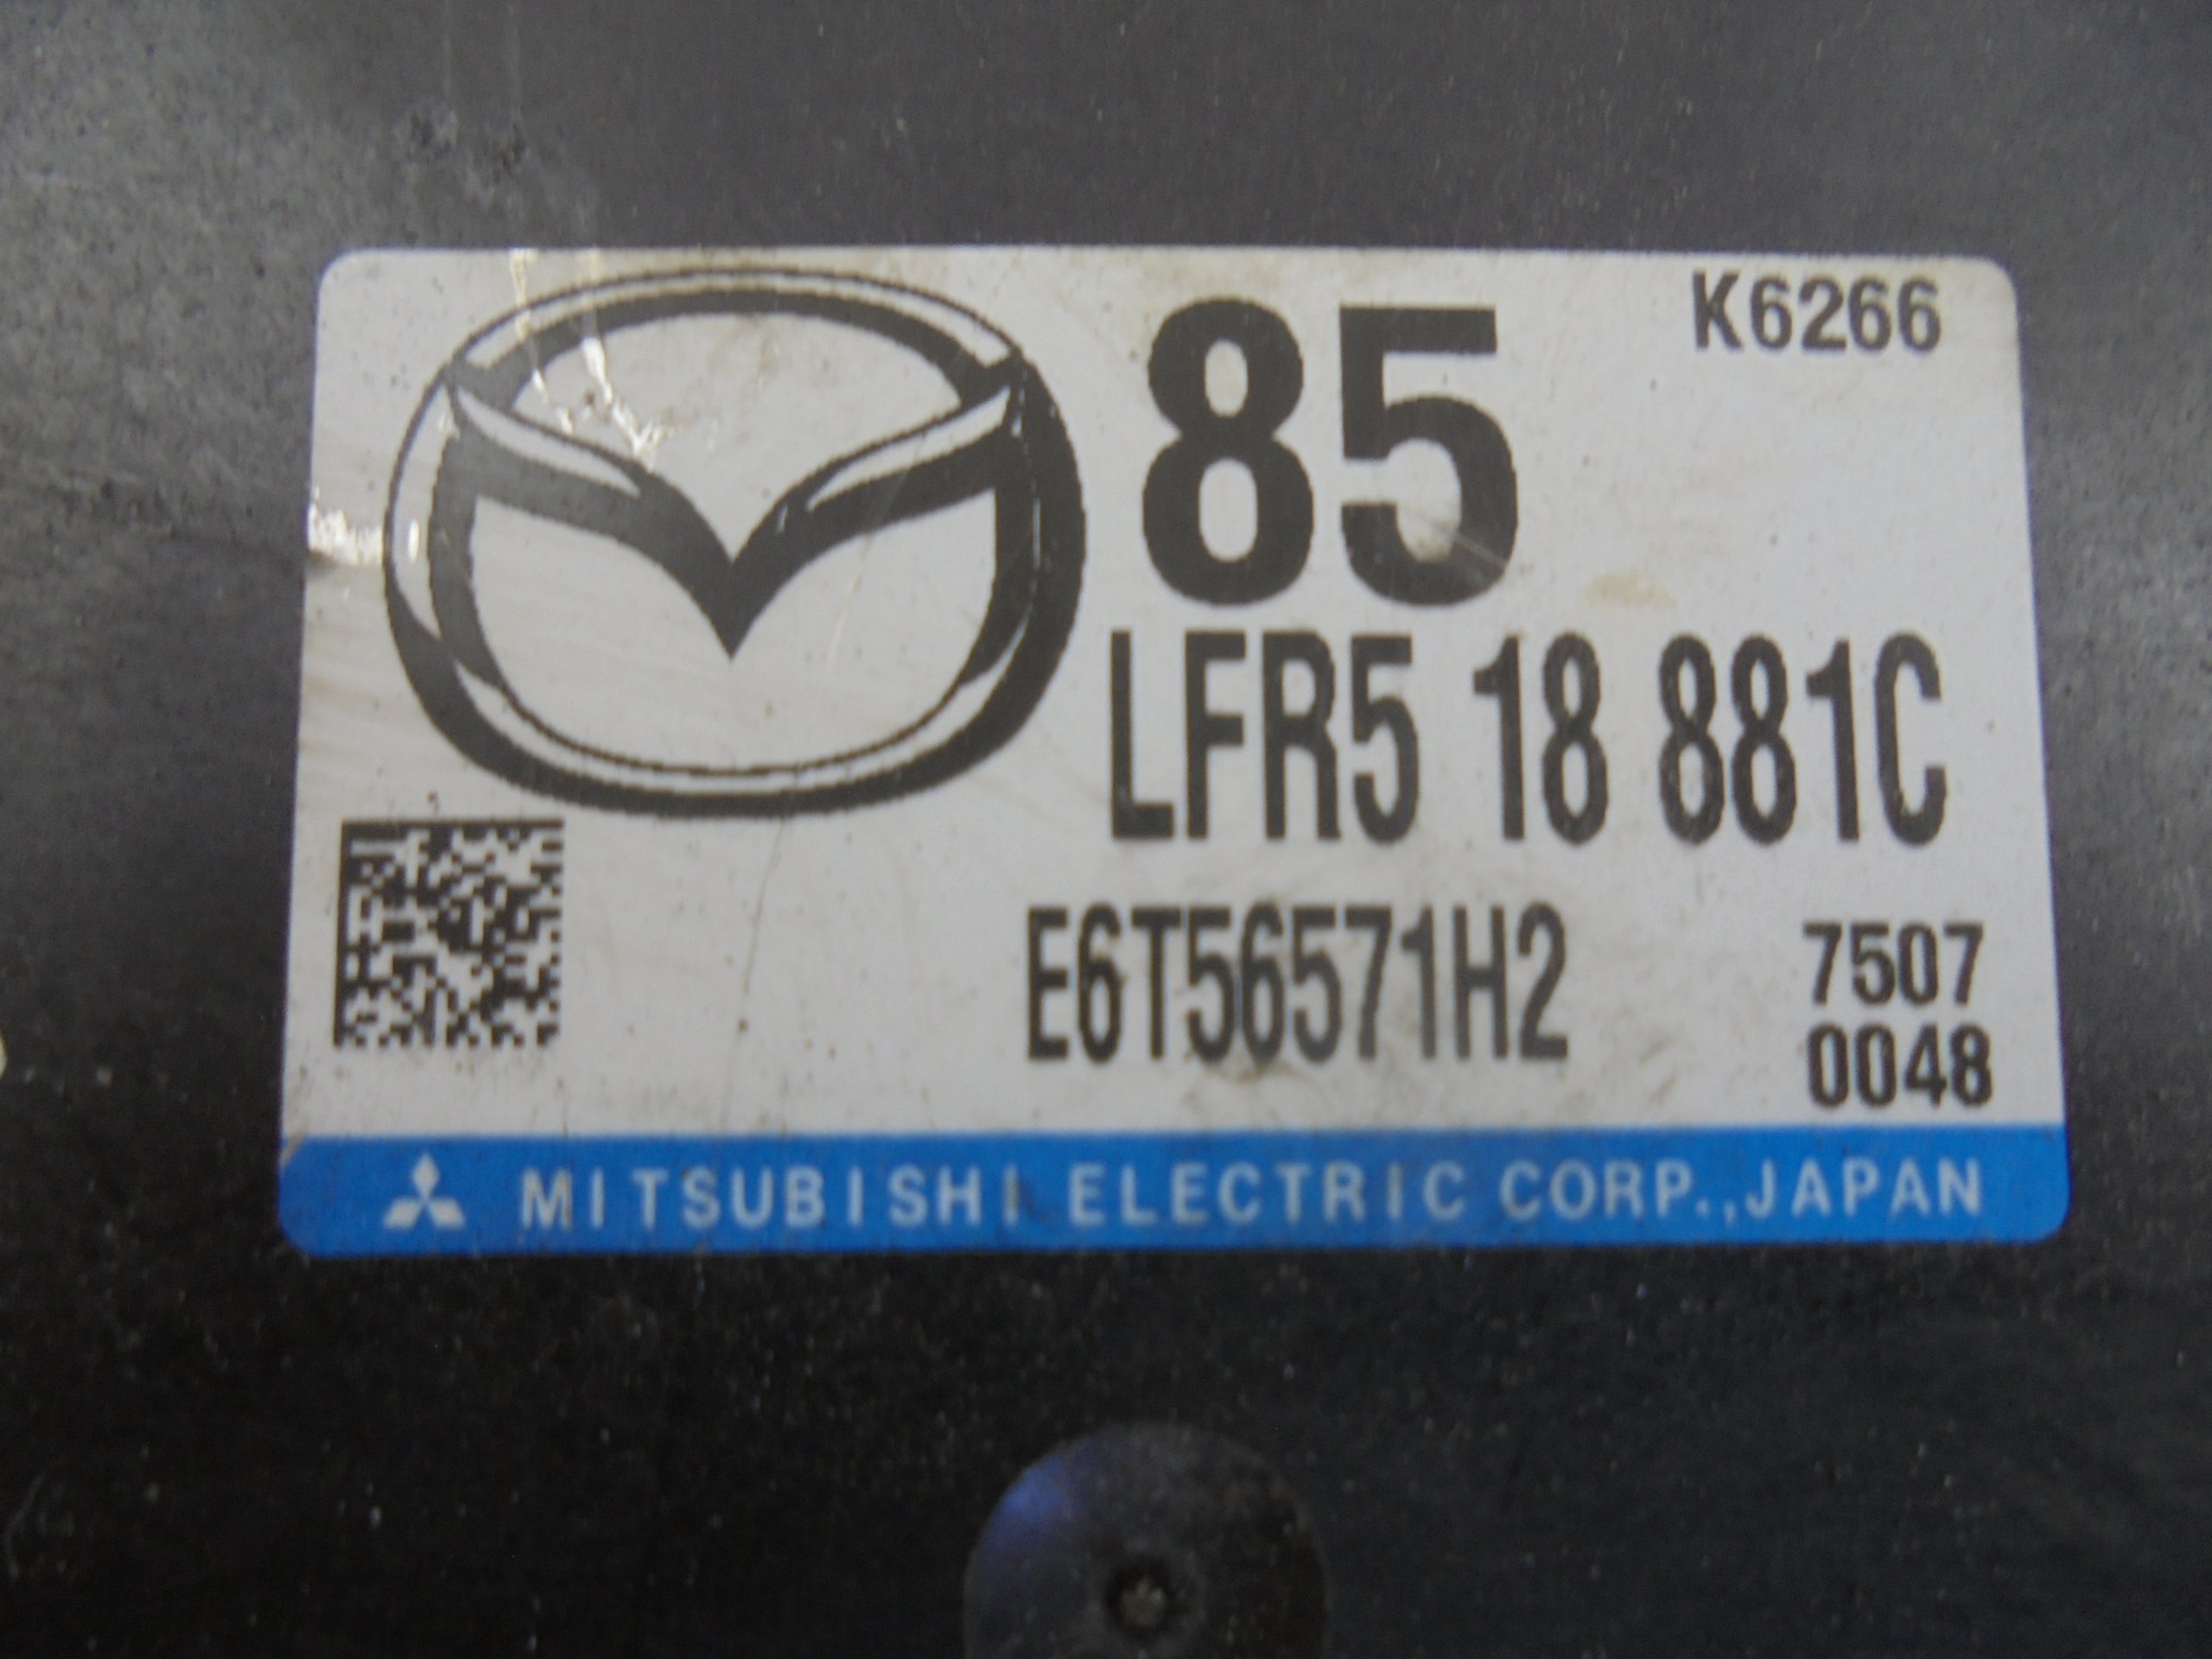 85
K6266
LFR5 18 881C
E6T56571H2
7507
0048
MITSUBISHI ELECTRIC CORP.,JAPAN